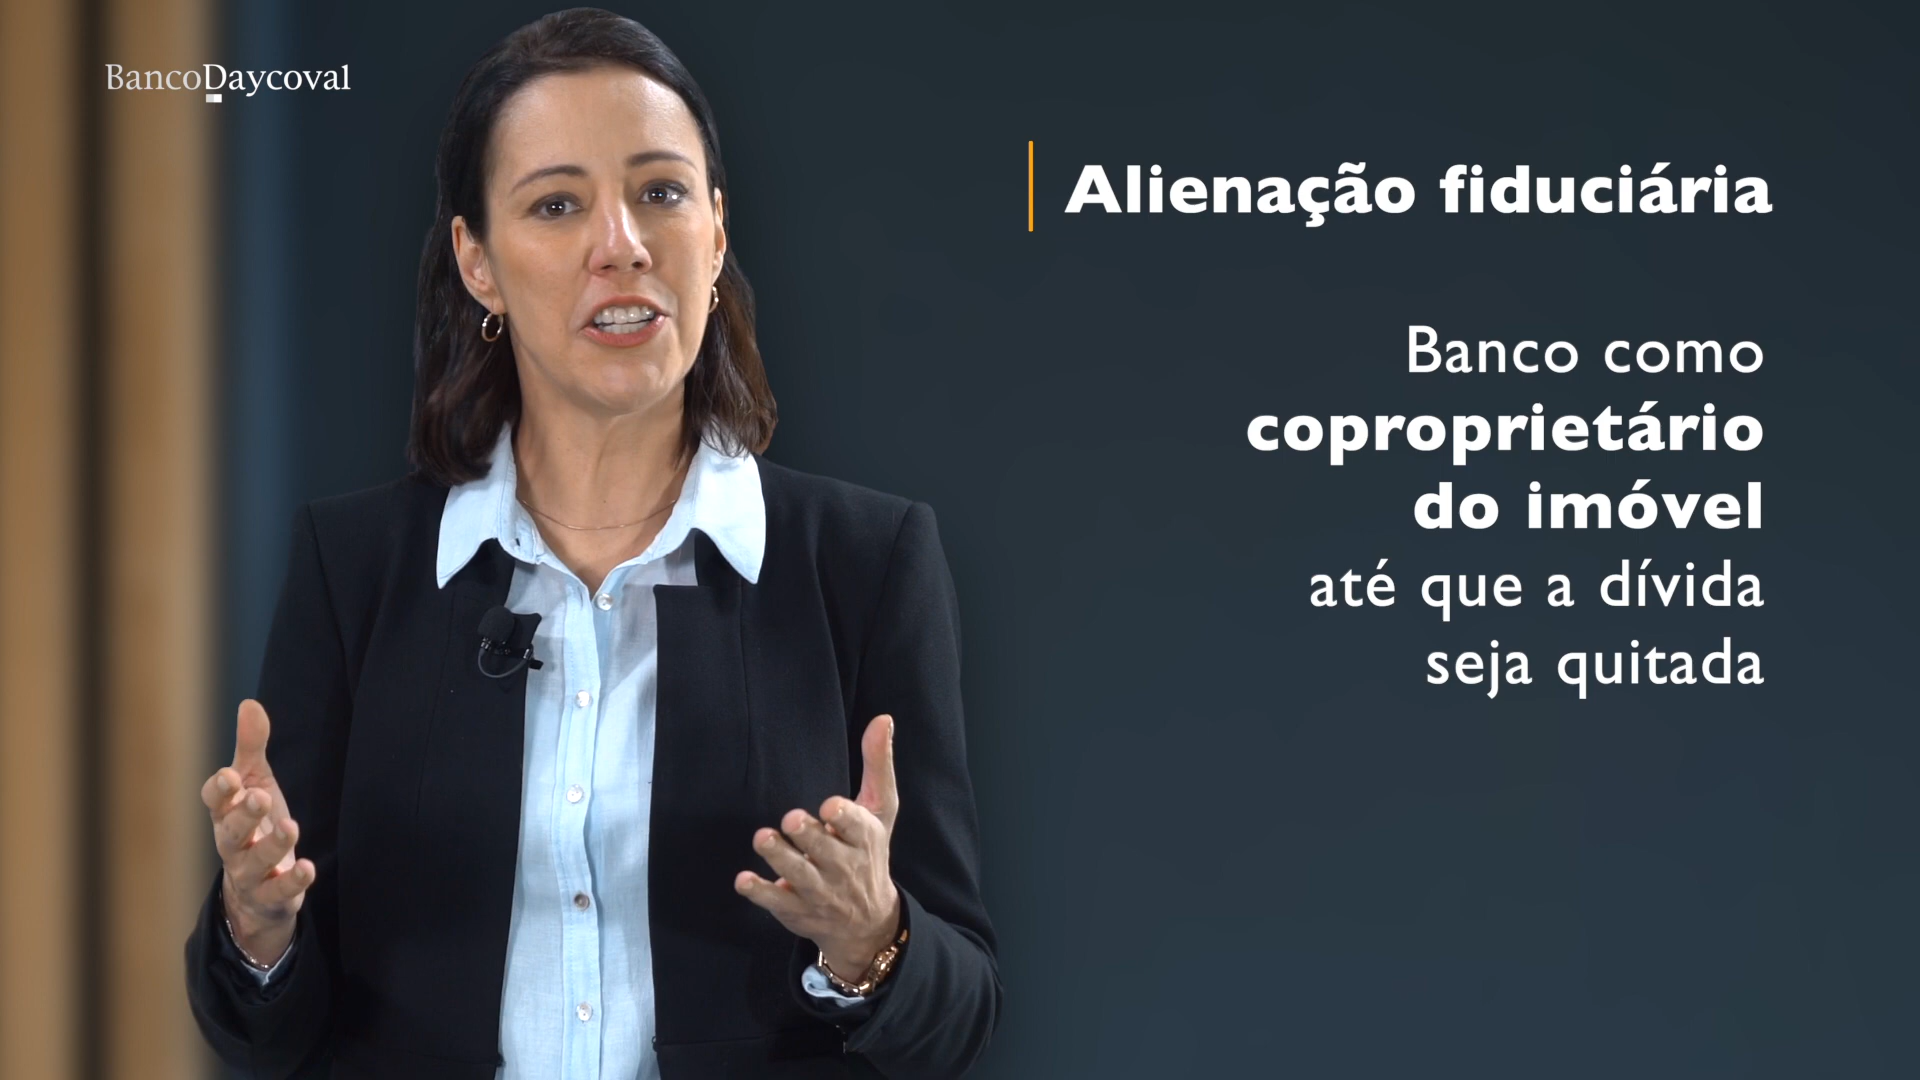 BancoDaycoval
Alienação fiduciária
Banco como
coproprietário
do imóvel
até que a dívida
seja quitada